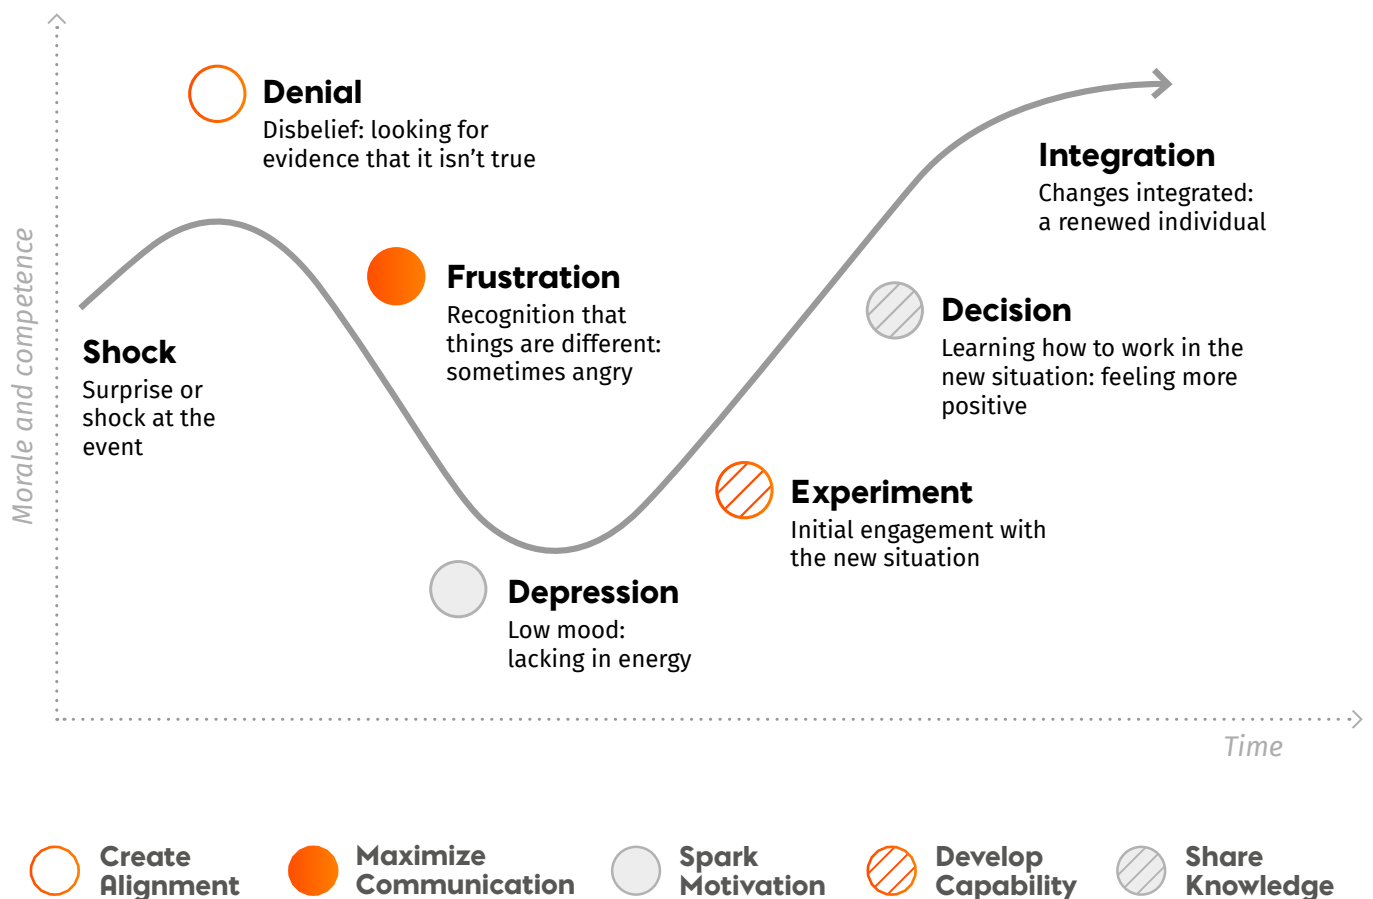 Morale and competence
Denial
Disbelief: looking for
evidence that it isn’t true
Shock
Surprise or
shock at the
event
Frustration
Recognition that
things are different:
sometimes angry
Depression
Low mood:
lacking in energy
Experiment
Initial engagement with
the new situation
Decision
Learning how to work in the
new situation: feeling more
positive
Integration
Changes integrated:
a renewed individual
Time
Create
Alignment
Maximize
Communication
Spark
Motivation
Develop
Capability
Share
Knowledge